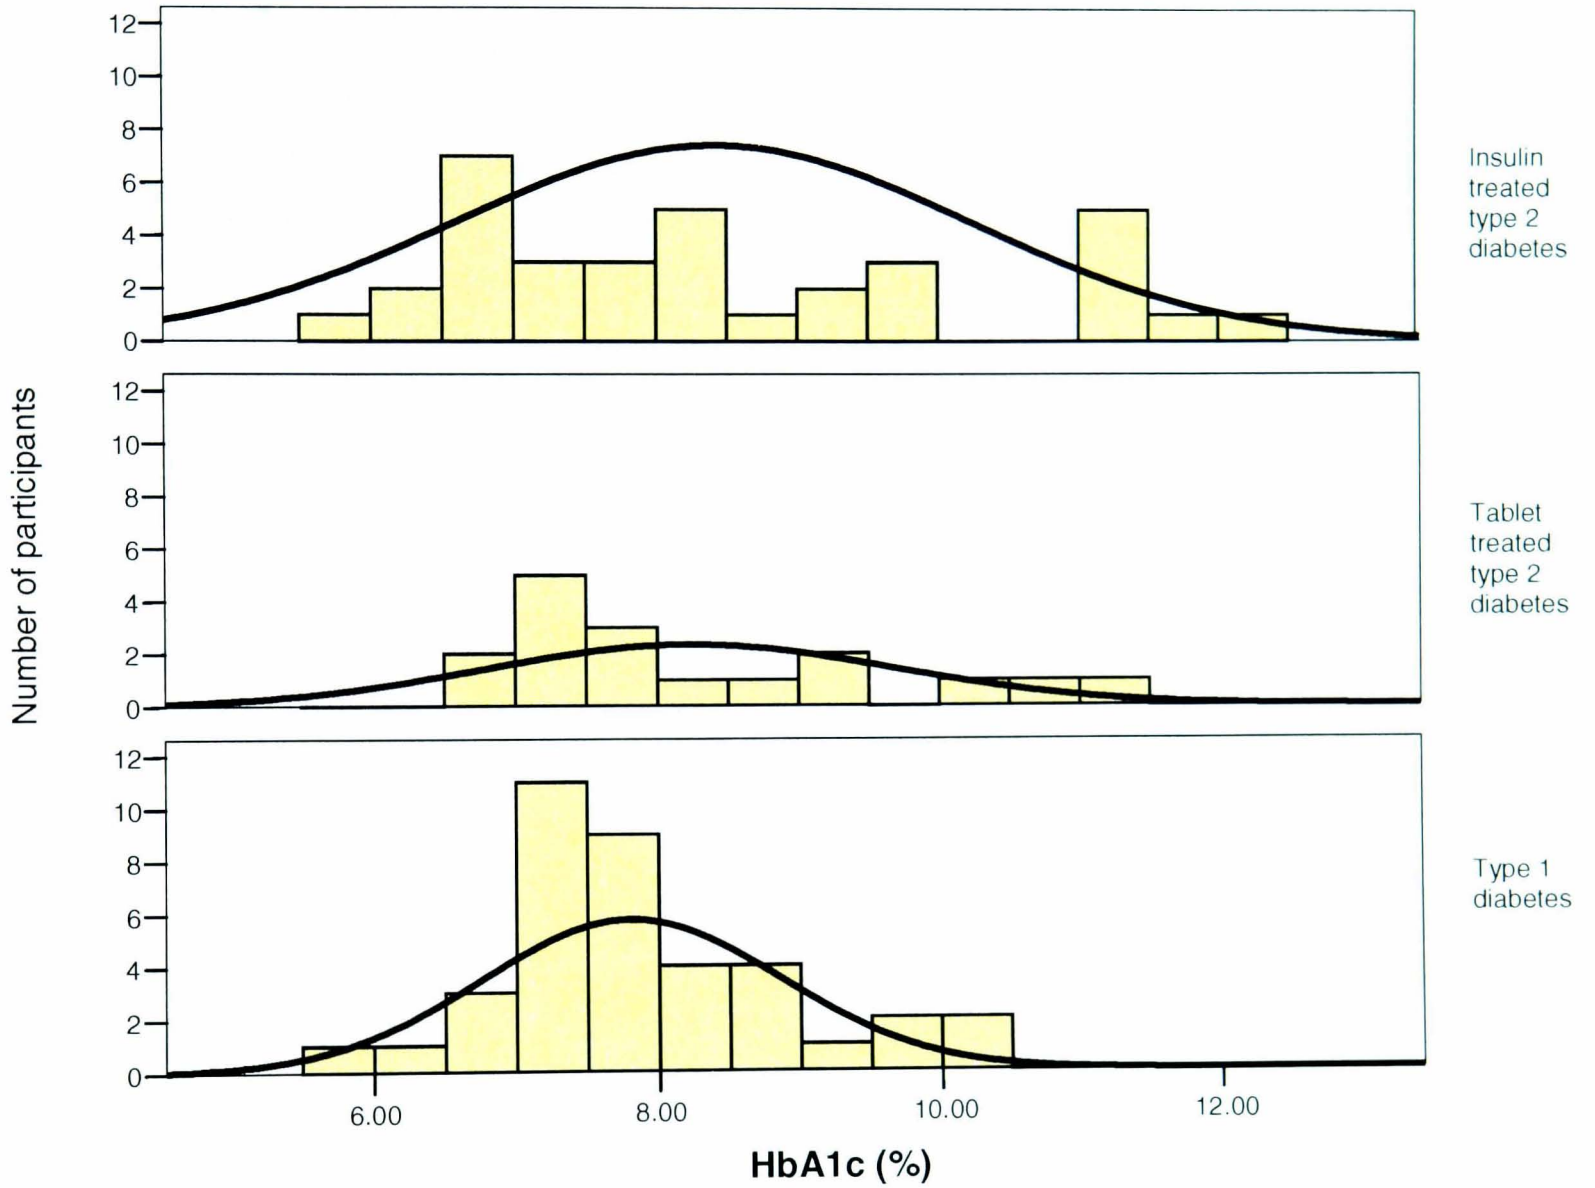 12
10
8
6
4
2
0
Insulin
treated
type 2
diabetes
12
10
8
6
4
2
0
Tablet
treated
type 2
diabetes
12
10
8
6
4
2
0
Type 1
diabetes
Number of participants
6.00 8.00 10.00 12.00
HbA1c (%)